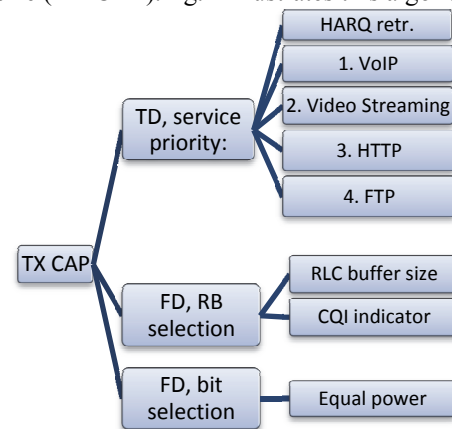 HARQ retr.
1. VoIP
TD, service
priority:
2. Video Streaming
3. HTTP
4. FTP
TX CAP
RLC buffer size
FD, RB
selection
CQI indicator
FD, bit
selection
Equal power